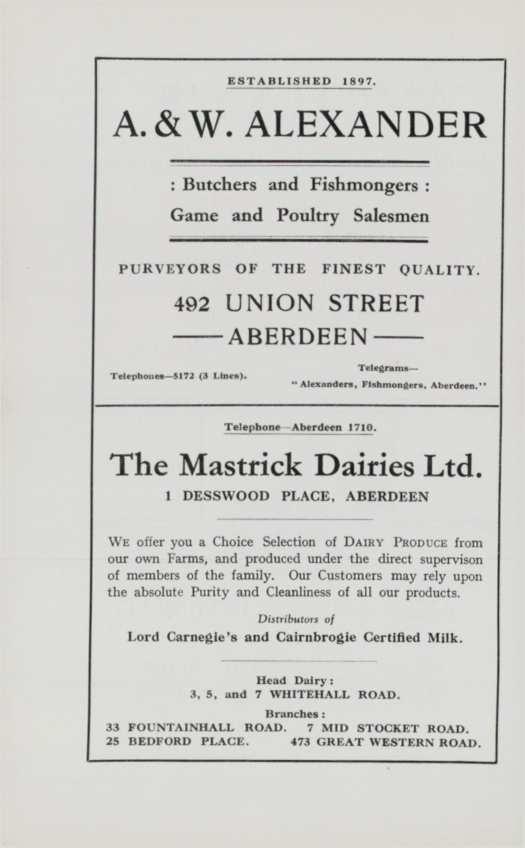 ESTABLISHED 1897.
A. & W. ALEXANDER
: Butchers and Fishmongers :
Game and Poultry Salesmen
PURVEYORS OF THE FINEST QUALITY.
492 UNION STREET
— ABERDEEN —
Telephones—5172 (3 Lines).
Telegrams—
"Alexanders, Fishmongers, Aberdeen."
Telephone—Aberdeen 1710.
The Mastrick Dairies Ltd.
1 DESSWOOD PLACE, ABERDEEN
WE offer you a Choice Selection of DAIRY PRODUCE from
our own Farms, and produced under the direct supervison
of members of the family. Our Customers may rely upon
the absolute Purity and Cleanliness of all our products.
Distributors of
Lord Carnegie's and Cairnbrogie Certified Milk.
Head Dairy:
3, 5, and 7 WHITEHALL ROAD.
Branches:
33 FOUNTAINHALL ROAD. 7 MID STOCKET ROAD.
25 BEDFORD PLACE. 473 GREAT WESTERN ROAD.